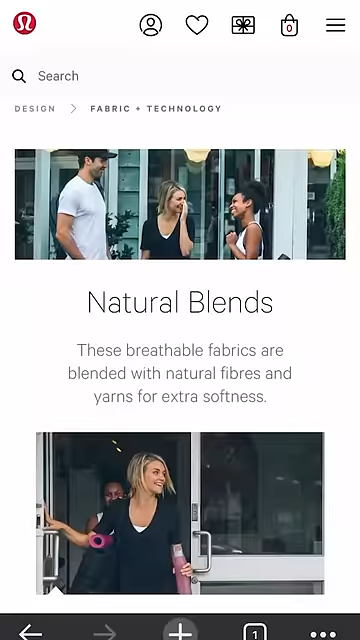 0
Search
DESIGN > FABRIC + TECHNOLOGY
Natural Blends
These breathable fabrics are
blended with natural fibres and
yarns for extra softness.
1